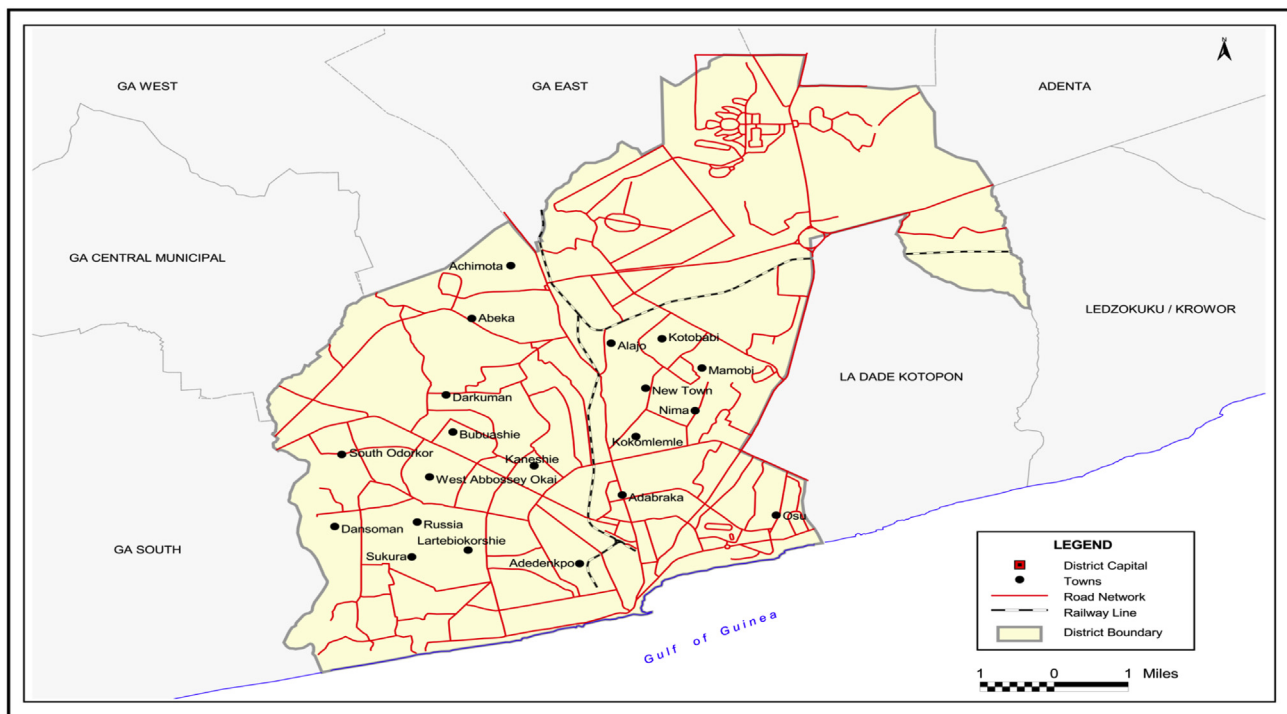 N
GA WEST
GA EAST
ADENTA
GA CENTRAL MUNICIPAL
Achimota
LEDZOKUKU / KROWOR
Abeka
Kotobabi
Alajo
Mamobi
LA DADE KOTOPON
New Town
Darkuman
Nima
Bubuashie
Kokomlemle
South Odorkor
Kaneshie
West Abbossey Okai
Adabraka
Osu
Russia
Dansoman
Lartebiokorshie
GA SOUTH
Sukura
Adedenkpo
Gulf of Guinea
LEGEND
District Capital
Towns
Road Network
Railway Line
District Boundary
1 0 1 Miles